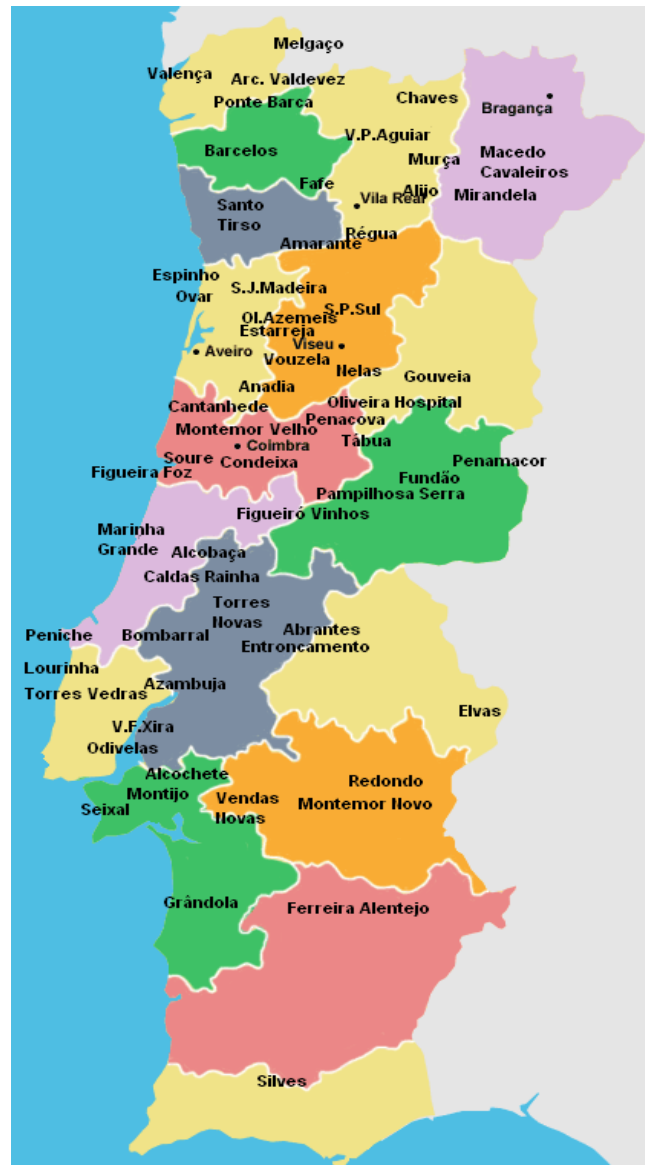 Melgaço
Valença
Arc. Valdevez
Ponte Barca
Chaves
Bragança
V.P.Aguiar
Barcelos
Murça
Macedo
Cavaleiros
Fafe
Alijo
Mirandela
Vila Real
Santo
Tirso
Régua
Amarante
Espinho
S.J.Madeira
Ovar
S.P.Sul
Ol.Azemeis
Estarreja
Viseu
Aveiro
Vouzela
Nelas
Gouveia
Anadia
Cantanhede
Oliveira Hospital
Penacova
Montemor Velho
Tábua
Coimbra
Soure
Condeixa
Penamacor
Figueira Foz
Fundão
Pampilhosa Serra
Figueiró Vinhos
Marinha
Grande
Alcobaça
Caldas Rainha
Torres
Novas
Peniche
Bombarral
Abrantes
Entroncamento
Lourinha
Azambuja
Torres Vedras
Elvas
V.F.Xira
Odivelas
Alcochete
Montijo
Redondo
Seixal
Vendas
Novas
Montemor Novo
Grândola
Ferreira Alentejo
Silves